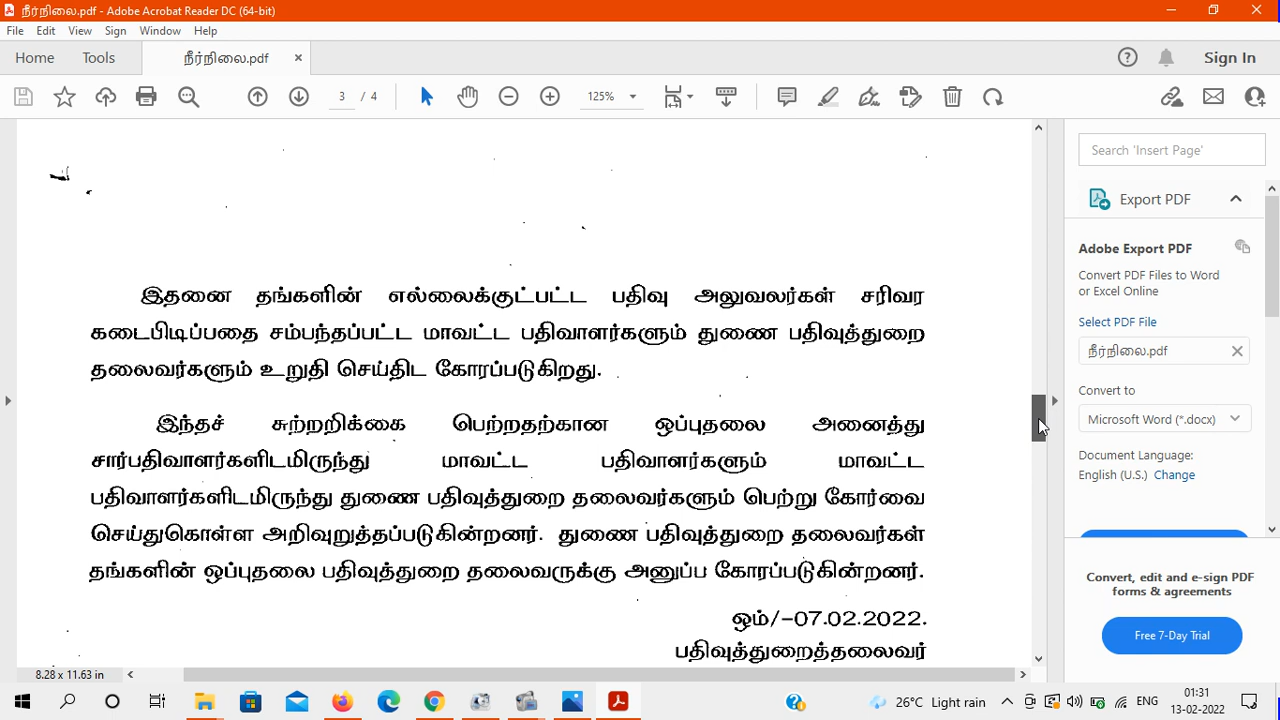 நீர்நிலை.pdf - Adobe Acrobat Reader DC (64-bit)
File Edit View Sign Window Help
Home Tools நீர்நிலை.pdf × Sign In
3 / 4 125%
Search 'Insert Page'
Export PDF
Adobe Export PDF
Convert PDF Files to Word
or Excel Online
Select PDF File
நீர்நிலை.pdf
Convert to
Microsoft Word (*.docx)
Document Language:
English (U.S.) Change
Convert, edit and e-sign PDF
forms & agreements
Free 7-Day Trial
இதனை தங்களின் எல்லைக்குட்பட்ட பதிவு அலுவலர்கள் சரிவர
கடைபிடிப்பதை சம்பந்தப்பட்ட மாவட்ட பதிவாளர்களும் துணை பதிவுத்துறை
தலைவர்களும் உறுதி செய்திட கோரப்படுகிறது.
இந்தச் சுற்றறிக்கை பெற்றதற்கான ஒப்புதலை அனைத்து
சார்பதிவாளர்களிடமிருந்து மாவட்ட பதிவாளர்களும் மாவட்ட
பதிவாளர்களிடமிருந்து துணை பதிவுத்துறை தலைவர்களும் பெற்று கோர்வை
செய்துகொள்ள அறிவுறுத்தப்படுகின்றனர். துணை பதிவுத்துறை தலைவர்கள்
தங்களின் ஒப்புதலை பதிவுத்துறை தலைவருக்கு அனுப்ப கோரப்படுகின்றனர்.
ஒம்/-07.02.2022.
பதிவுத்துறைத்தலைவர்
8.28 x 11.63 in
26°C Light rain ENG 01:31
13-02-2022